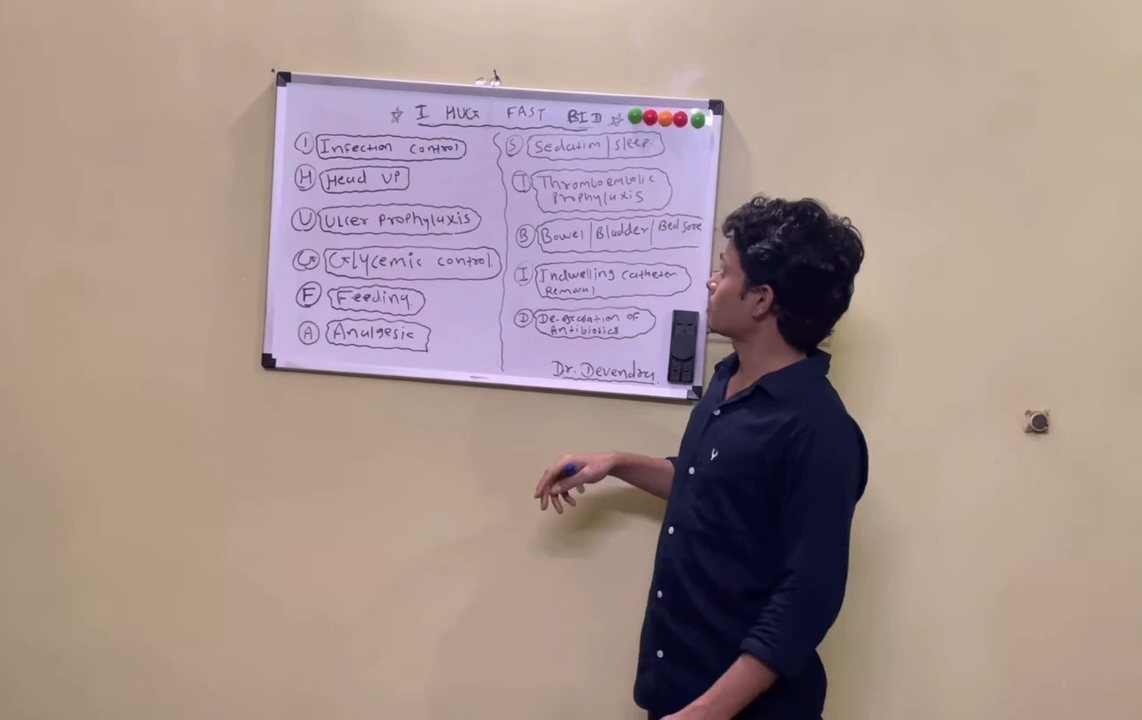 ☆ I HUG FAST BID ☆
I Infection control
H Head UP
U Ulcer prophylaxis
G Glycemic control
F Feeding
A Analgesic
S Sedation|sleep.
T Thromboembolic
prophylaxis
B Bowel|Bladder|Bed sore
I Indwelling catheter
Removal
D De-escalation of
Antibiotics
Dr. Devendra